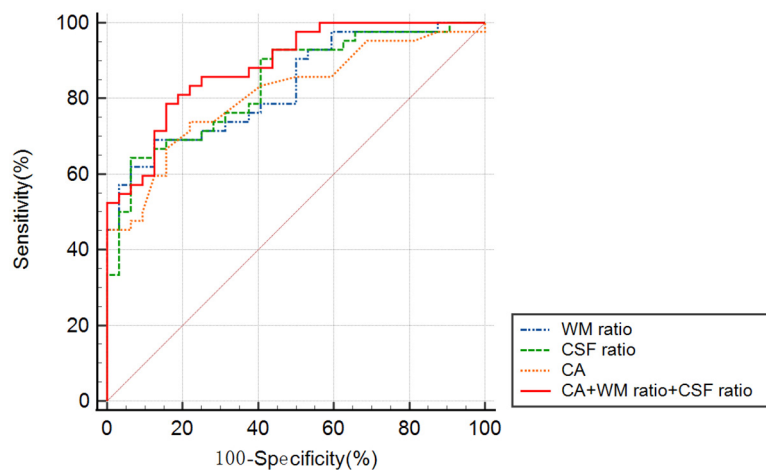 100
80
60
40
20
0
Sensitivity(%)
0 20 40 60 80 100
100-Specificity(%)
WM ratio
CSF ratio
CA
CA+WM ratio+CSF ratio